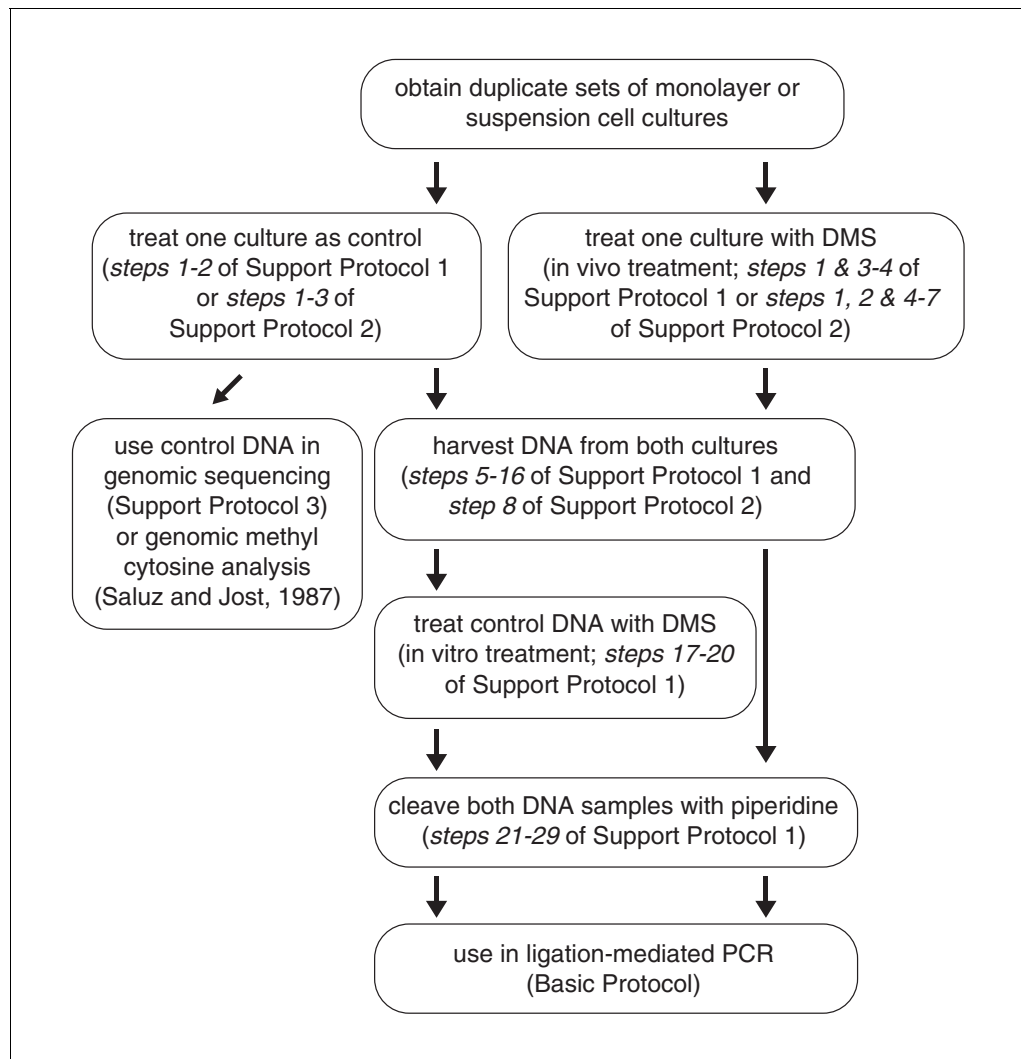 obtain duplicate sets of monolayer or
suspension cell cultures
treat one culture as control
(steps 1-2 of Support Protocol 1
or steps 1-3 of
Support Protocol 2)
treat one culture with DMS
(in vivo treatment; steps 1 & 3-4 of
Support Protocol 1 or steps 1, 2 & 4-7
of Support Protocol 2)
use control DNA in
genomic sequencing
(Support Protocol 3)
or genomic methyl
cytosine analysis
(Saluz and Jost, 1987)
harvest DNA from both cultures
(steps 5-16 of Support Protocol 1 and
step 8 of Support Protocol 2)
treat control DNA with DMS
(in vitro treatment; steps 17-20
of Support Protocol 1)
cleave both DNA samples with piperidine
(steps 21-29 of Support Protocol 1)
use in ligation-mediated PCR
(Basic Protocol)